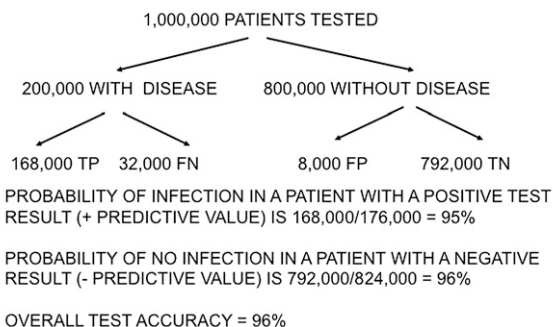 1,000,000 PATIENTS TESTED
200,000 WITH DISEASE 800,000 WITHOUT DISEASE
168,000 TP 32,000 FN 8,000 FP 792,000 TN
PROBABILITY OF INFECTION IN A PATIENT WITH A POSITIVE TEST
RESULT (+ PREDICTIVE VALUE) IS 168,000/176,000 = 95%
PROBABILITY OF NO INFECTION IN A PATIENT WITH A NEGATIVE
RESULT (- PREDICTIVE VALUE) IS 792,000/824,000 = 96%
OVERALL TEST ACCURACY = 96%